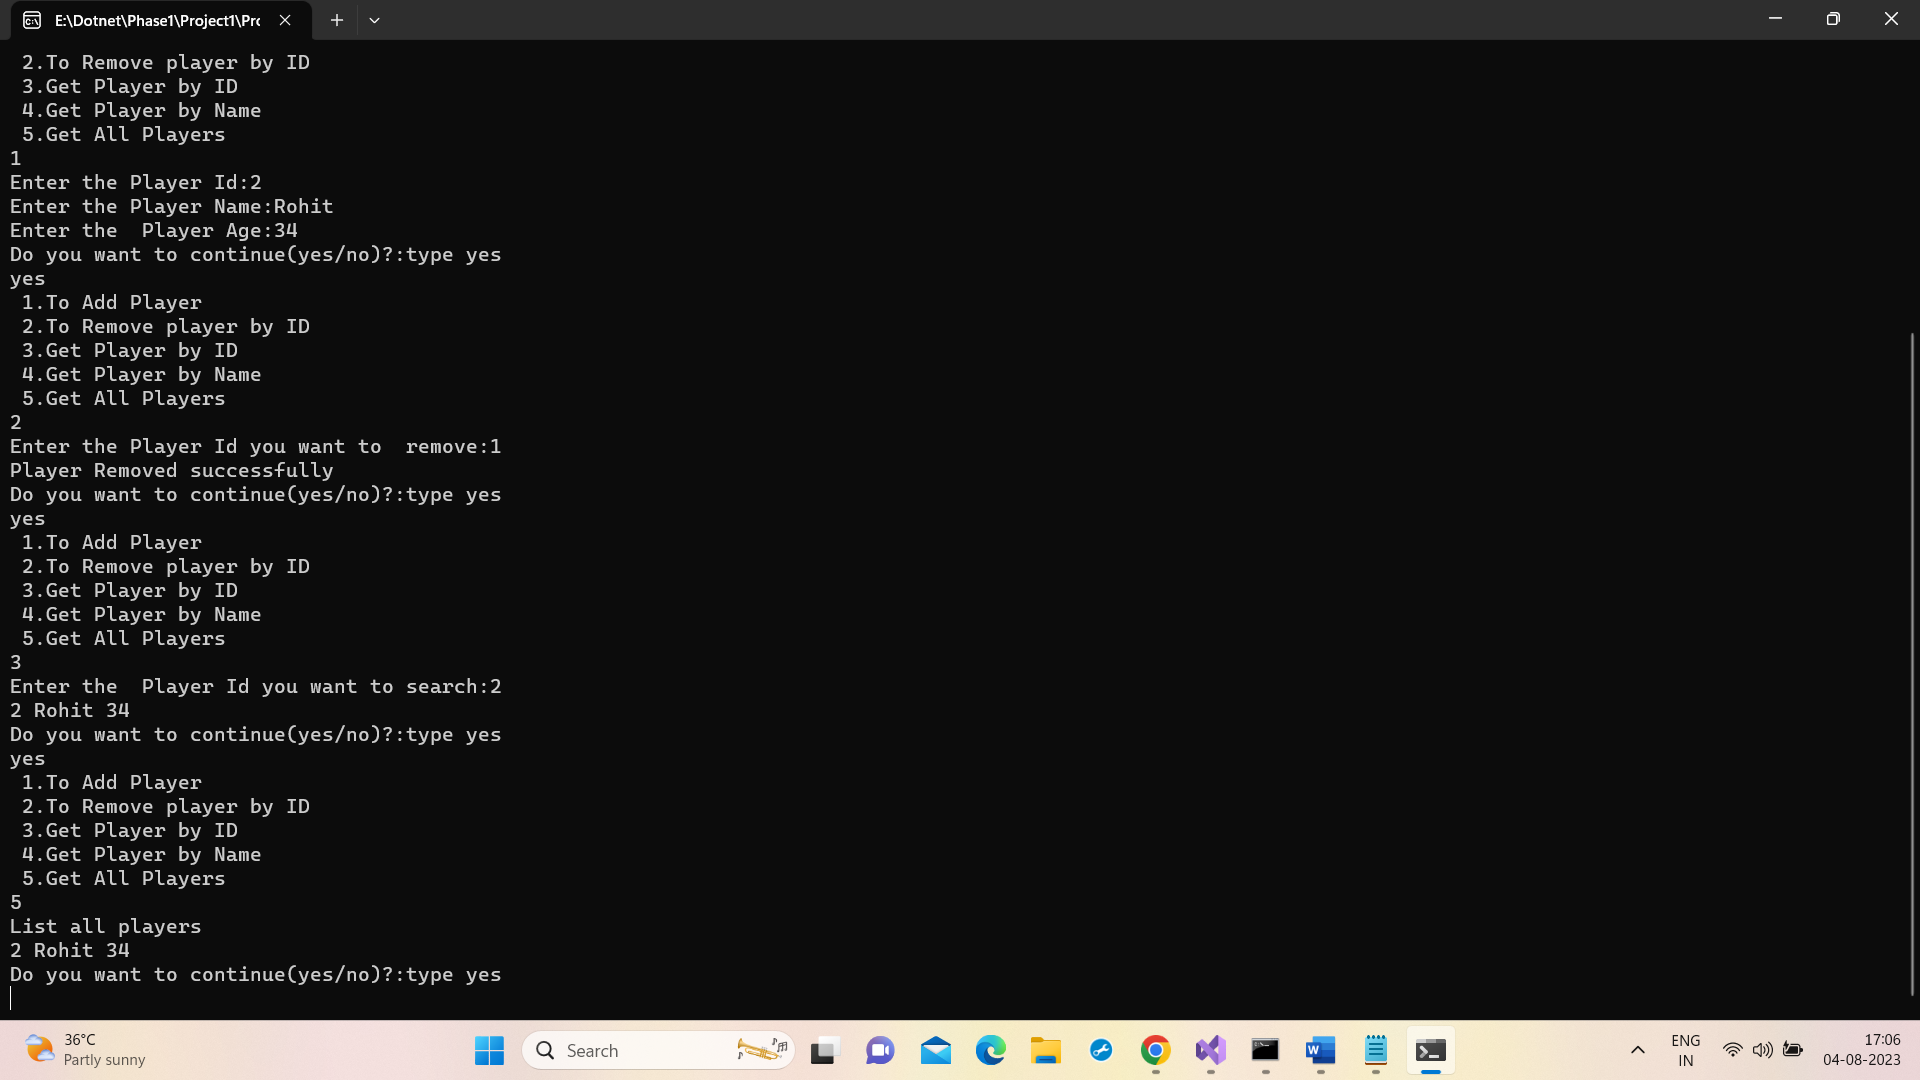 E:\Dotnet\Phase1\Project1\Pro
2.To Remove player by ID
3.Get Player by ID
4.Get Player by Name
5.Get All Players
1
Enter the Player Id:2
Enter the Player Name:Rohit
Enter the  Player Age:34
Do you want to continue(yes/no)?:type yes
yes
1.To Add Player
2.To Remove player by ID
3.Get Player by ID
4.Get Player by Name
5.Get All Players
2
Enter the Player Id you want to  remove:1
Player Removed successfully
Do you want to continue(yes/no)?:type yes
yes
1.To Add Player
2.To Remove player by ID
3.Get Player by ID
4.Get Player by Name
5.Get All Players
3
Enter the  Player Id you want to search:2
2 Rohit 34
Do you want to continue(yes/no)?:type yes
yes
1.To Add Player
2.To Remove player by ID
3.Get Player by ID
4.Get Player by Name
5.Get All Players
5
List all players
2 Rohit 34
Do you want to continue(yes/no)?:type yes
36°C
Partly sunny
Search
ENG
IN
17:06
04-08-2023